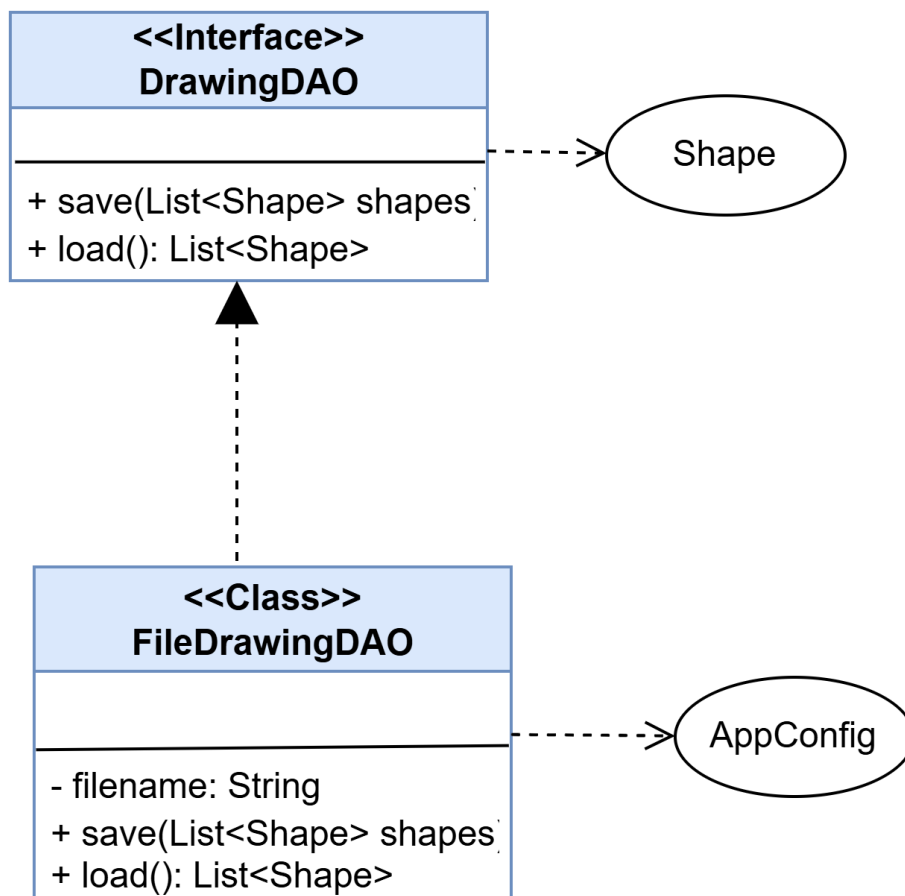 <<Interface>>
DrawingDAO
Shape
+ save(List<Shape> shapes)
+ load(): List<Shape>
<<Class>>
FileDrawingDAO
AppConfig
- filename: String
+ save(List<Shape> shapes)
+ load(): List<Shape>